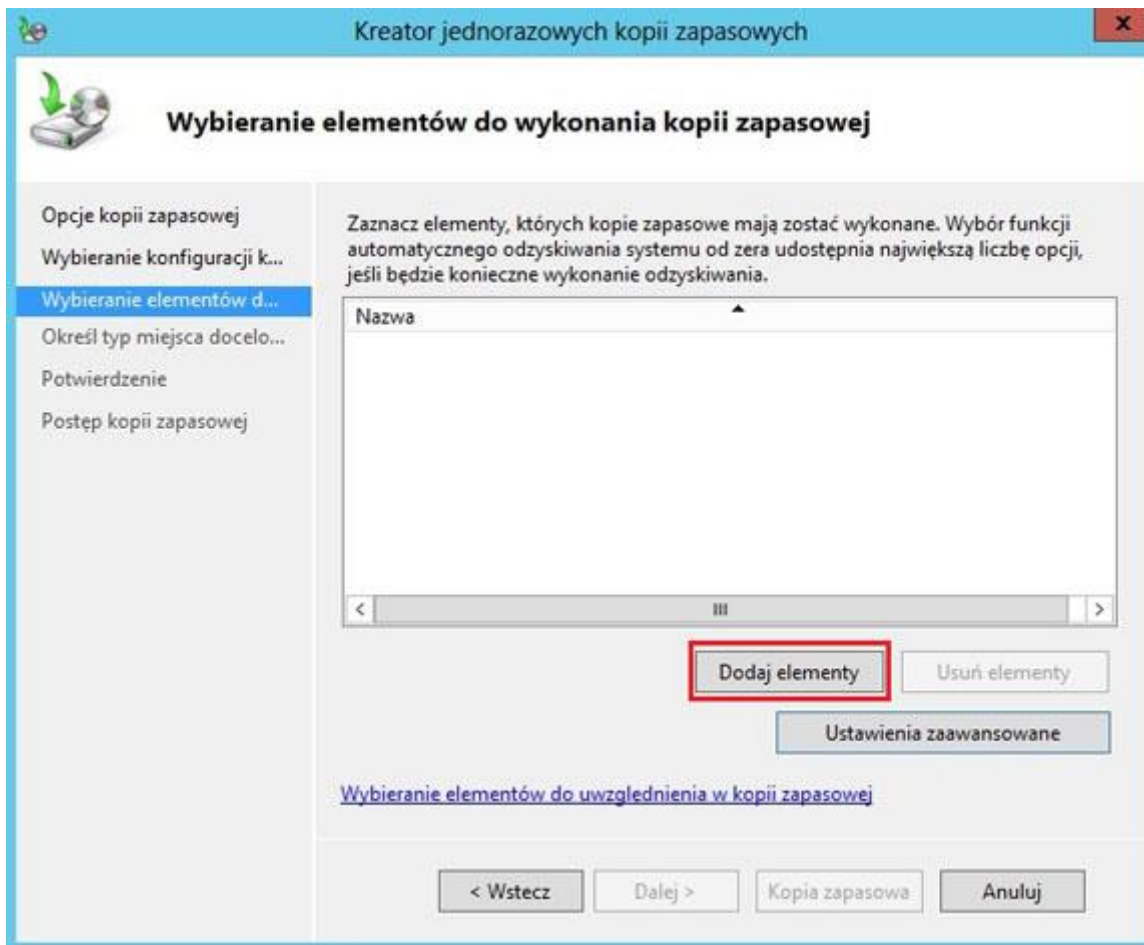 Kreator jednorazowych kopii zapasowych
x
Wybieranie elementów do wykonania kopii zapasowej
Opcje kopii zapasowej
Wybieranie konfiguracji k...
Wybieranie elementów d...
Określ typ miejsca docelo...
Potwierdzenie
Postęp kopii zapasowej
Zaznacz elementy, których kopie zapasowe mają zostać wykonane. Wybór funkcji
automatycznego odzyskiwania systemu od zera udostępnia największą liczbę opcji,
jeśli będzie konieczne wykonanie odzyskiwania.
Nazwa
Dodaj elementy
Usuń elementy
Ustawienia zaawansowane
Wybieranie elementów do uwzględnienia w kopii zapasowej
< Wstecz
Dalej >
Kopia zapasowa
Anuluj